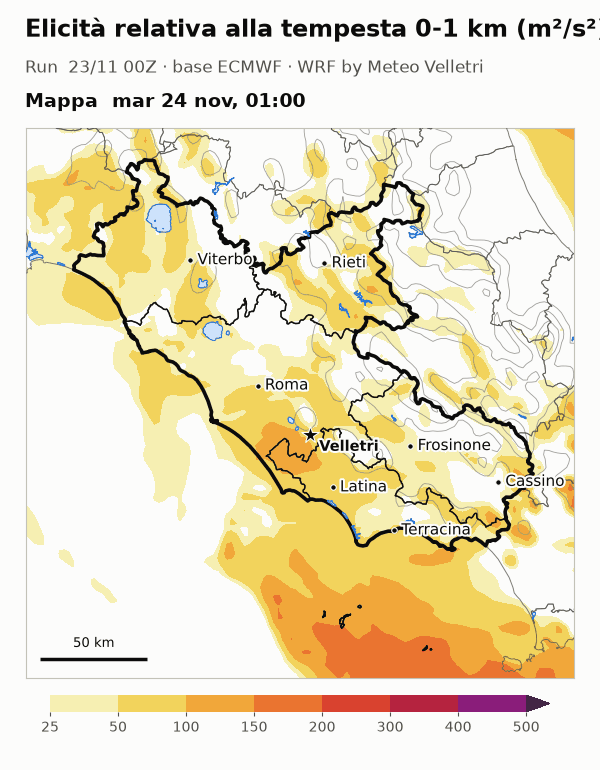 Elicità relativa alla tempesta 0-1 km (m²/s²)
Run  23/11 00Z · base ECMWF · WRF by Meteo Velletri
Mappa  mar 24 nov, 01:00
Viterbo
Rieti
Roma
Velletri
Frosinone
Latina
Cassino
Terracina
50 km
25 50 100 150 200 300 400 500